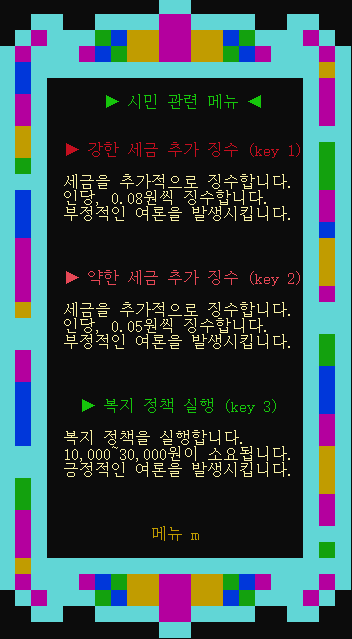 ▶ 시민 관련 메뉴 ◀
▶ 강한 세금 추가 징수 (key 1)
세금을 추가적으로 징수합니다.
인당, 0.08원씩 징수합니다.
부정적인 여론을 발생시킵니다.
▶ 약한 세금 추가 징수 (key 2)
세금을 추가적으로 징수합니다.
인당, 0.05원씩 징수합니다.
부정적인 여론을 발생시킵니다.
▶ 복지 정책 실행 (key 3)
복지 정책을 실행합니다.
10,000~30,000원이 소요됩니다.
긍정적인 여론을 발생시킵니다.
메뉴 m